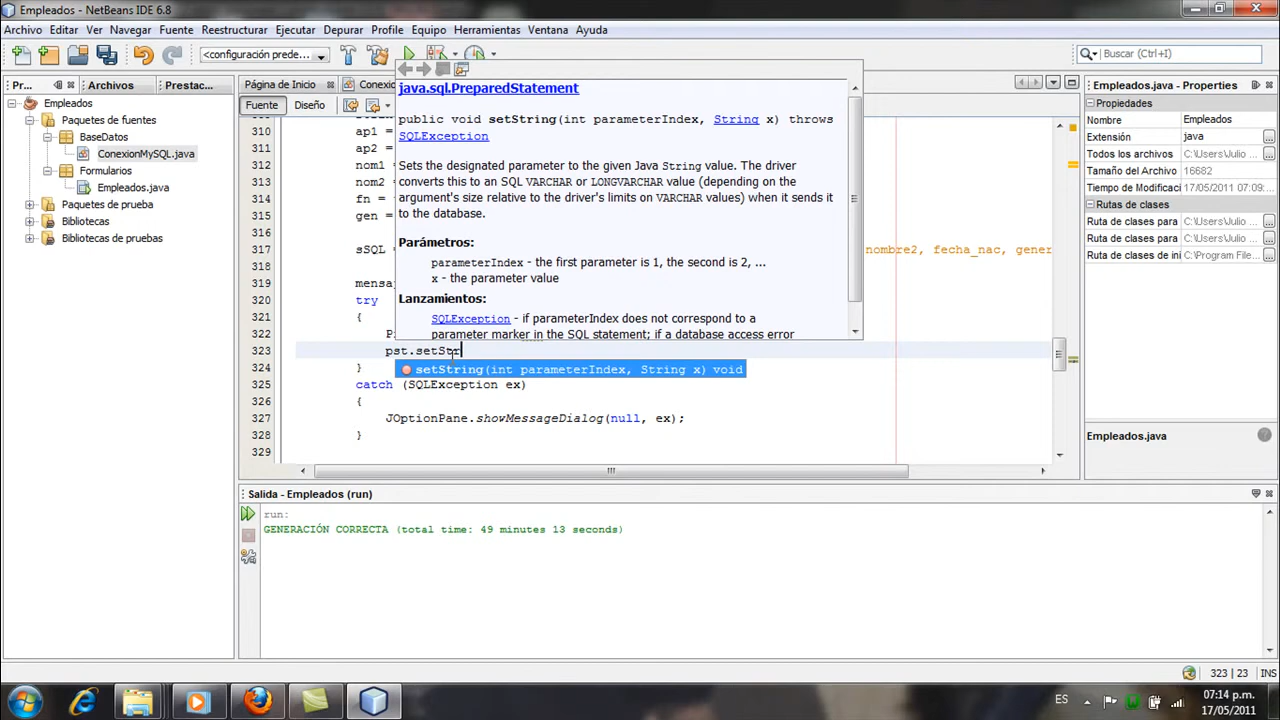 Empleados - NetBeans IDE 6.8
Archivo Editar Ver Navegar Fuente Reestructurar Ejecutar Depurar Profile Equipo Herramientas Ventana Ayuda
<configuración prede...
Buscar (Ctrl+I)
Pr... Archivos Prestac...
Empleados
Paquetes de fuentes
BaseDatos
ConexionMySQL.java
Formularios
Empleados.java
Paquetes de prueba
Bibliotecas
Bibliotecas de pruebas
Página de Inicio Conexio
Fuente Diseño
java.sql.PreparedStatement
public void setString(int parameterIndex, String x) throws
SQLException
Sets the designated parameter to the given Java String value. The driver
converts this to an SQL VARCHAR or LONGVARCHAR value (depending on the
argument's size relative to the driver's limits on VARCHAR values) when it sends it
to the database.
Parámetros:
parameterIndex - the first parameter is 1, the second is 2, ...
x - the parameter value
Lanzamientos:
SQLException - if parameterIndex does not correspond to a
parameter marker in the SQL statement; if a database access error
310 ap1 =
311 ap2 =
312 nom1 =
313 nom2 =
314 fn =
315 gen =
316
317 sSQL = nombre2, fecha_nac, gener
318
319 mensa
320 try
321 {
322 P
323 pst.setStr
324 }
325 catch (SQLException ex)
326 {
327 JOptionPane.showMessageDialog(null, ex);
328 }
329
setString(int parameterIndex, String x) void
Empleados.java - Properties
Propiedades
Nombre Empleados
Extensión java
Todos los archivos C:\Users\Julio ...
Tamaño del Archivo 16682
Tiempo de Modificaci 17/05/2011 07:09...
Rutas de clases
Ruta de clases para C:\Users\Julio ...
Ruta de clases para C:\Users\Julio ...
Ruta de clases de ini C:\Program File...
Empleados.java
Salida - Empleados (run)
run:
GENERACIÓN CORRECTA (total time: 49 minutes 13 seconds)
323 | 23 INS
ES
07:14 p.m.
17/05/2011